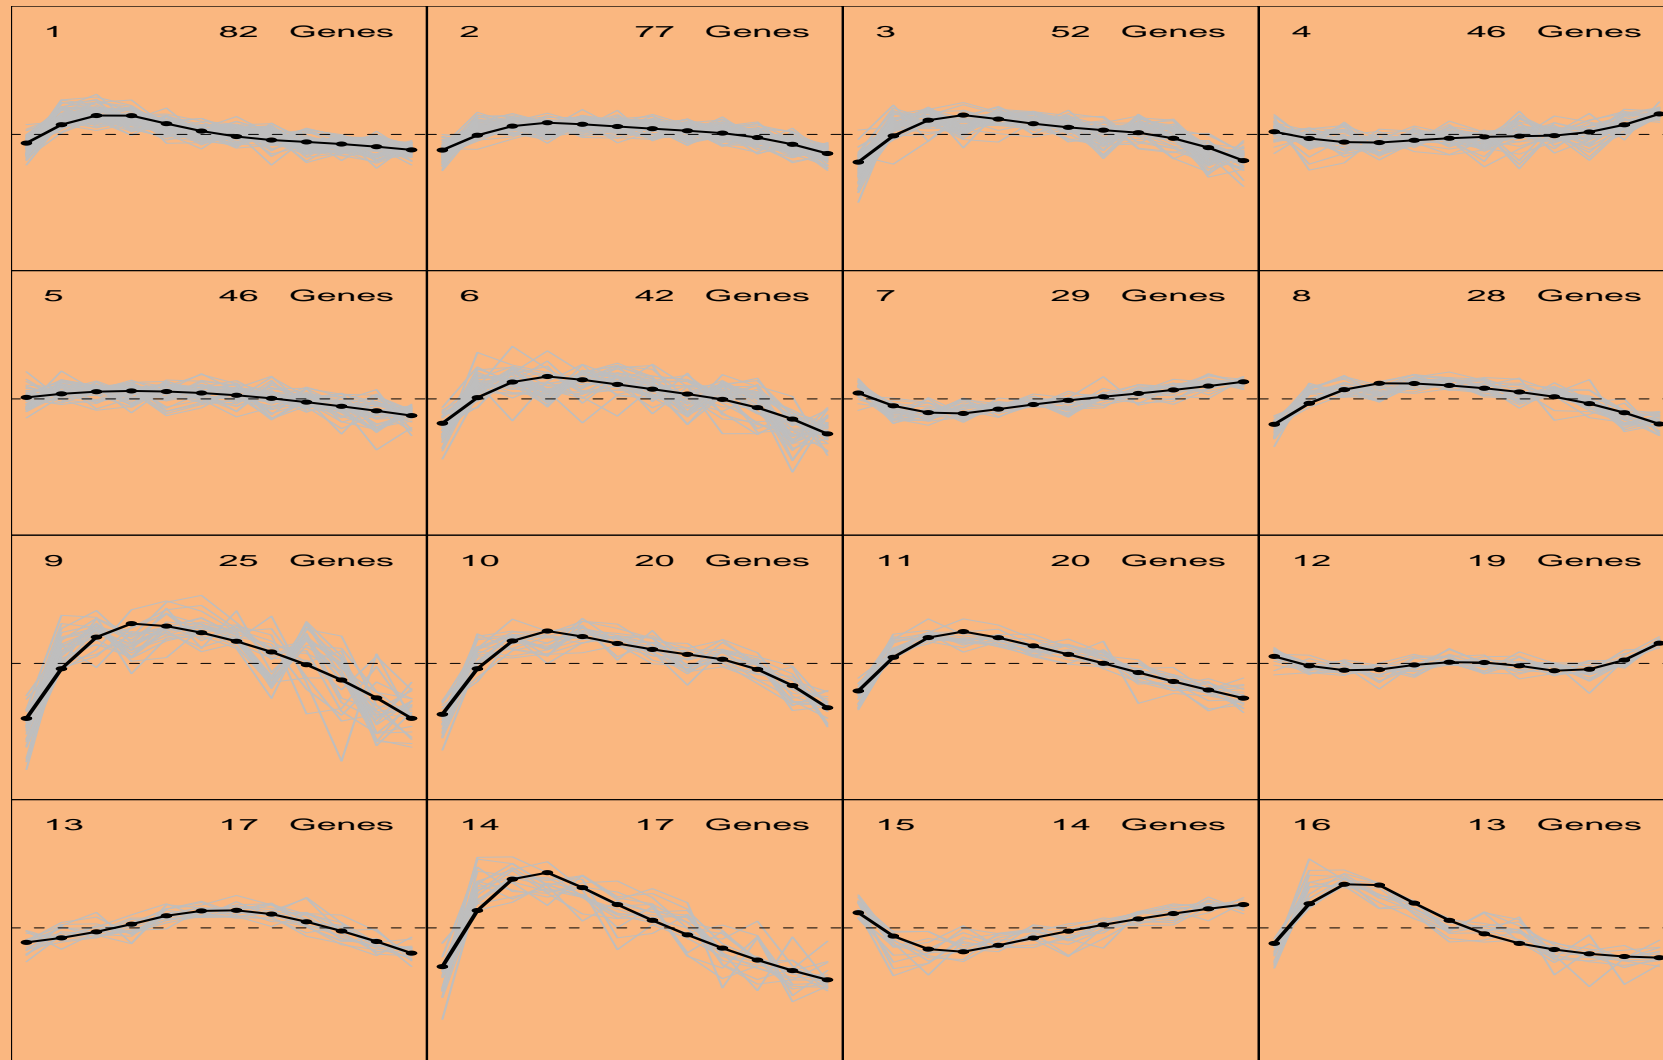 1 82 Genes
2 77 Genes
3 52 Genes
4 46 Genes
5 46 Genes
6 42 Genes
7 29 Genes
8 28 Genes
9 25 Genes
10 20 Genes
11 20 Genes
12 19 Genes
13 17 Genes
14 17 Genes
15 14 Genes
16 13 Genes